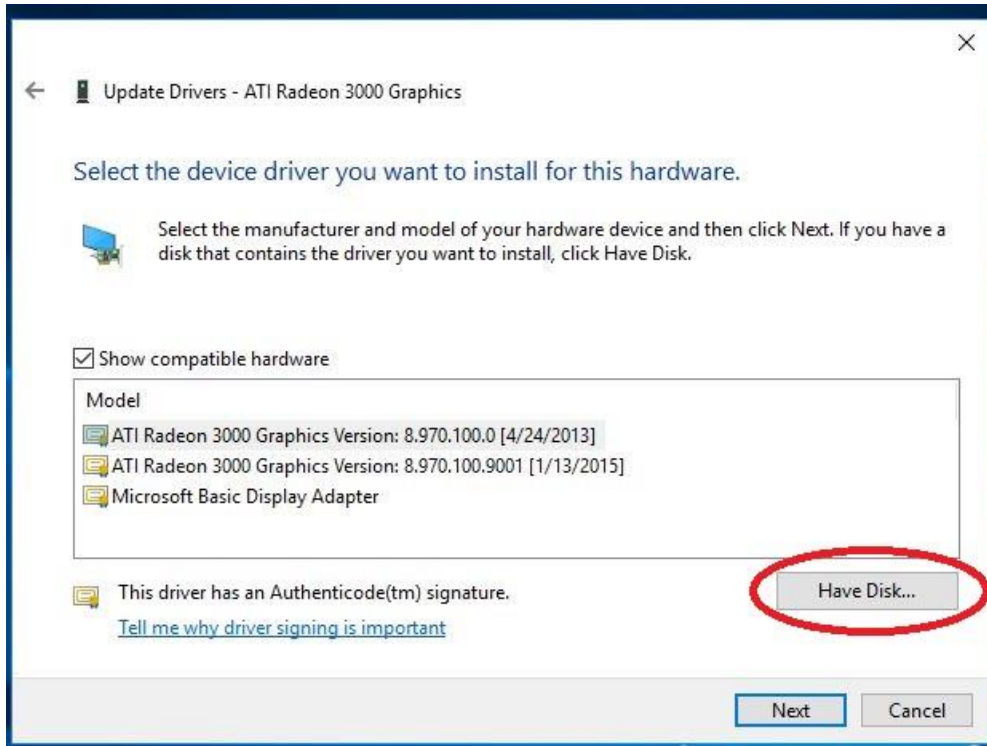 Update Drivers - ATI Radeon 3000 Graphics
Select the device driver you want to install for this hardware.
Select the manufacturer and model of your hardware device and then click Next. If you have a
disk that contains the driver you want to install, click Have Disk.
Show compatible hardware
Model
ATI Radeon 3000 Graphics Version: 8.970.100.0 [4/24/2013]
ATI Radeon 3000 Graphics Version: 8.970.100.9001 [1/13/2015]
Microsoft Basic Display Adapter
This driver has an Authenticode(tm) signature.
Have Disk...
Tell me why driver signing is important
Next
Cancel